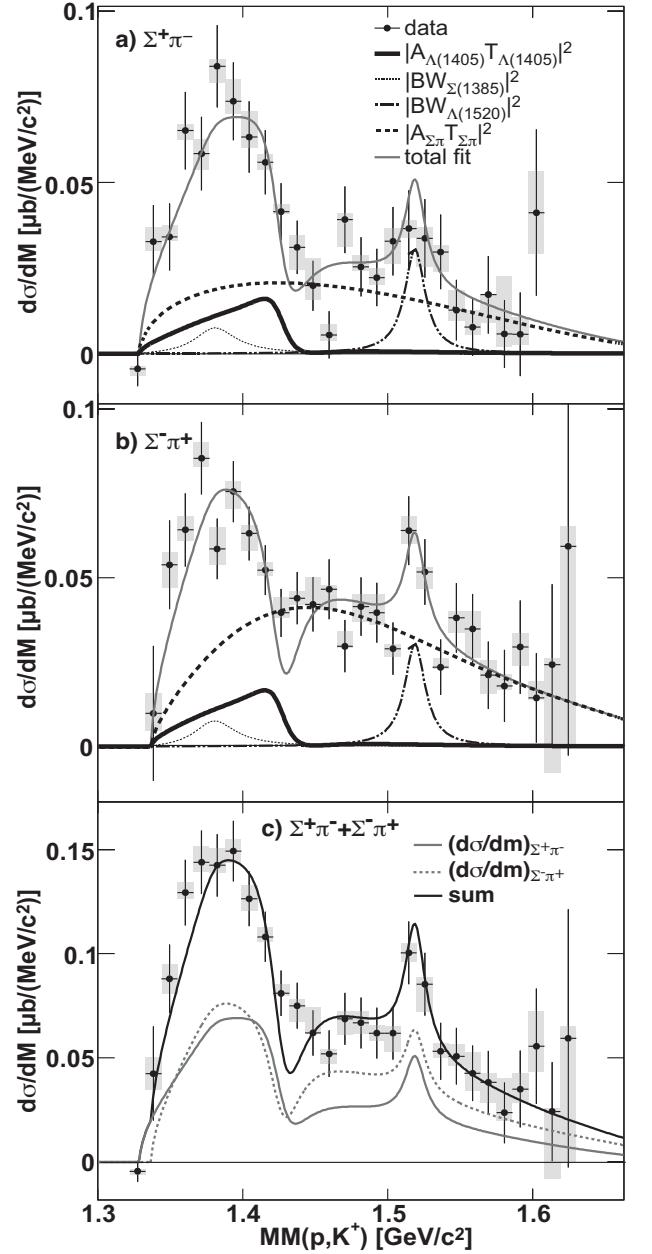 a) Σ⁺π⁻
data
|A_Λ(1405)T_Λ(1405)|²
|BW_Σ(1385)|²
|BW_Λ(1520)|²
|A_ΣπT_Σπ|²
total fit
0.1
0.05
0
dσ/dM [μb/(MeV/c²)]
b) Σ⁻π⁺
0.1
0.05
0
dσ/dM [μb/(MeV/c²)]
c) Σ⁺π⁻+Σ⁻π⁺
(dσ/dm)_Σ⁺π⁻
(dσ/dm)_Σ⁻π⁺
sum
0.15
0.1
0.05
0
dσ/dM [μb/(MeV/c²)]
1.3 1.4 1.5 1.6
MM(p,K⁺) [GeV/c²]